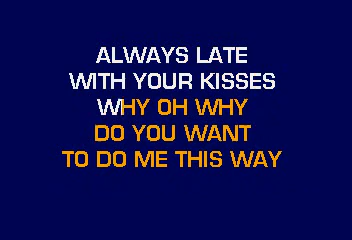 ALWAYS LATE
WITH YOUR KISSES
WHY OH WHY
DO YOU WANT
TO DO ME THIS WAY